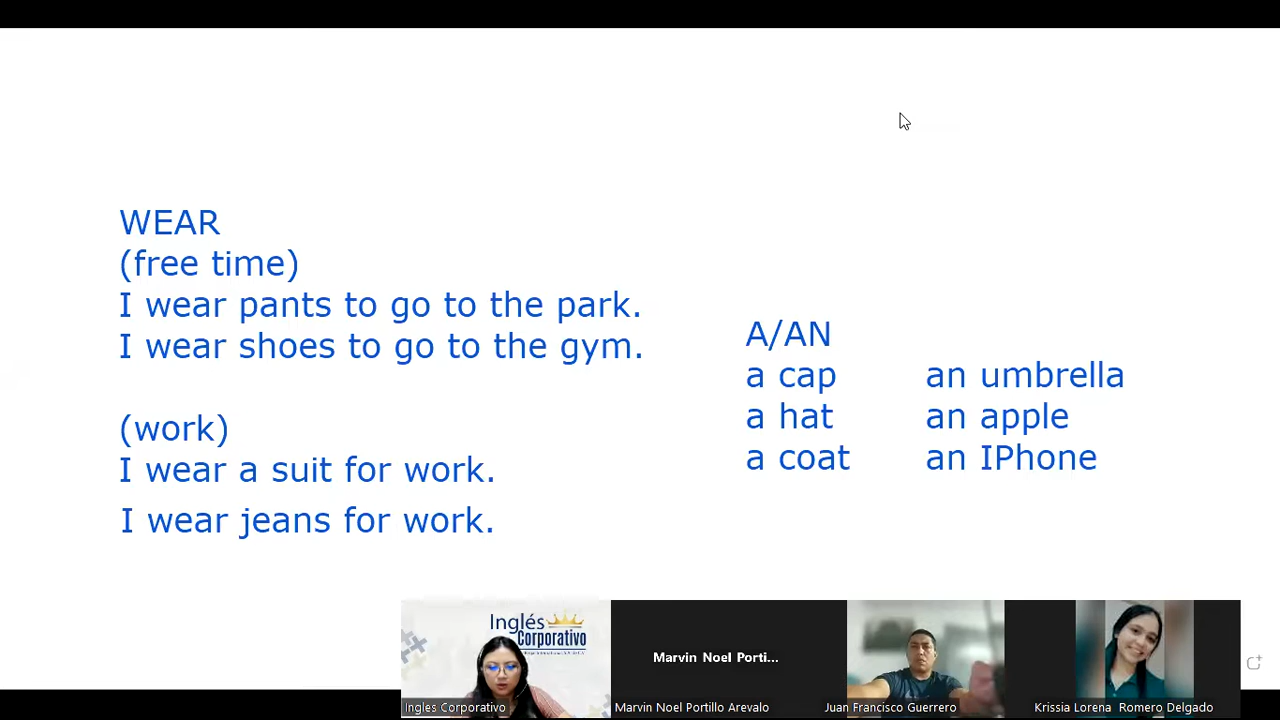 WEAR
(free time)
I wear pants to go to the park.
I wear shoes to go to the gym.
(work)
I wear a suit for work.
I wear jeans for work.
A/AN
a cap an umbrella
a hat an apple
a coat an IPhone
Inglés
Corporativo
Marvin Noel Porti...
Ingles Corporativo
Marvin Noel Portillo Arevalo
Juan Francisco Guerrero
Krissia Lorena Romero Delgado